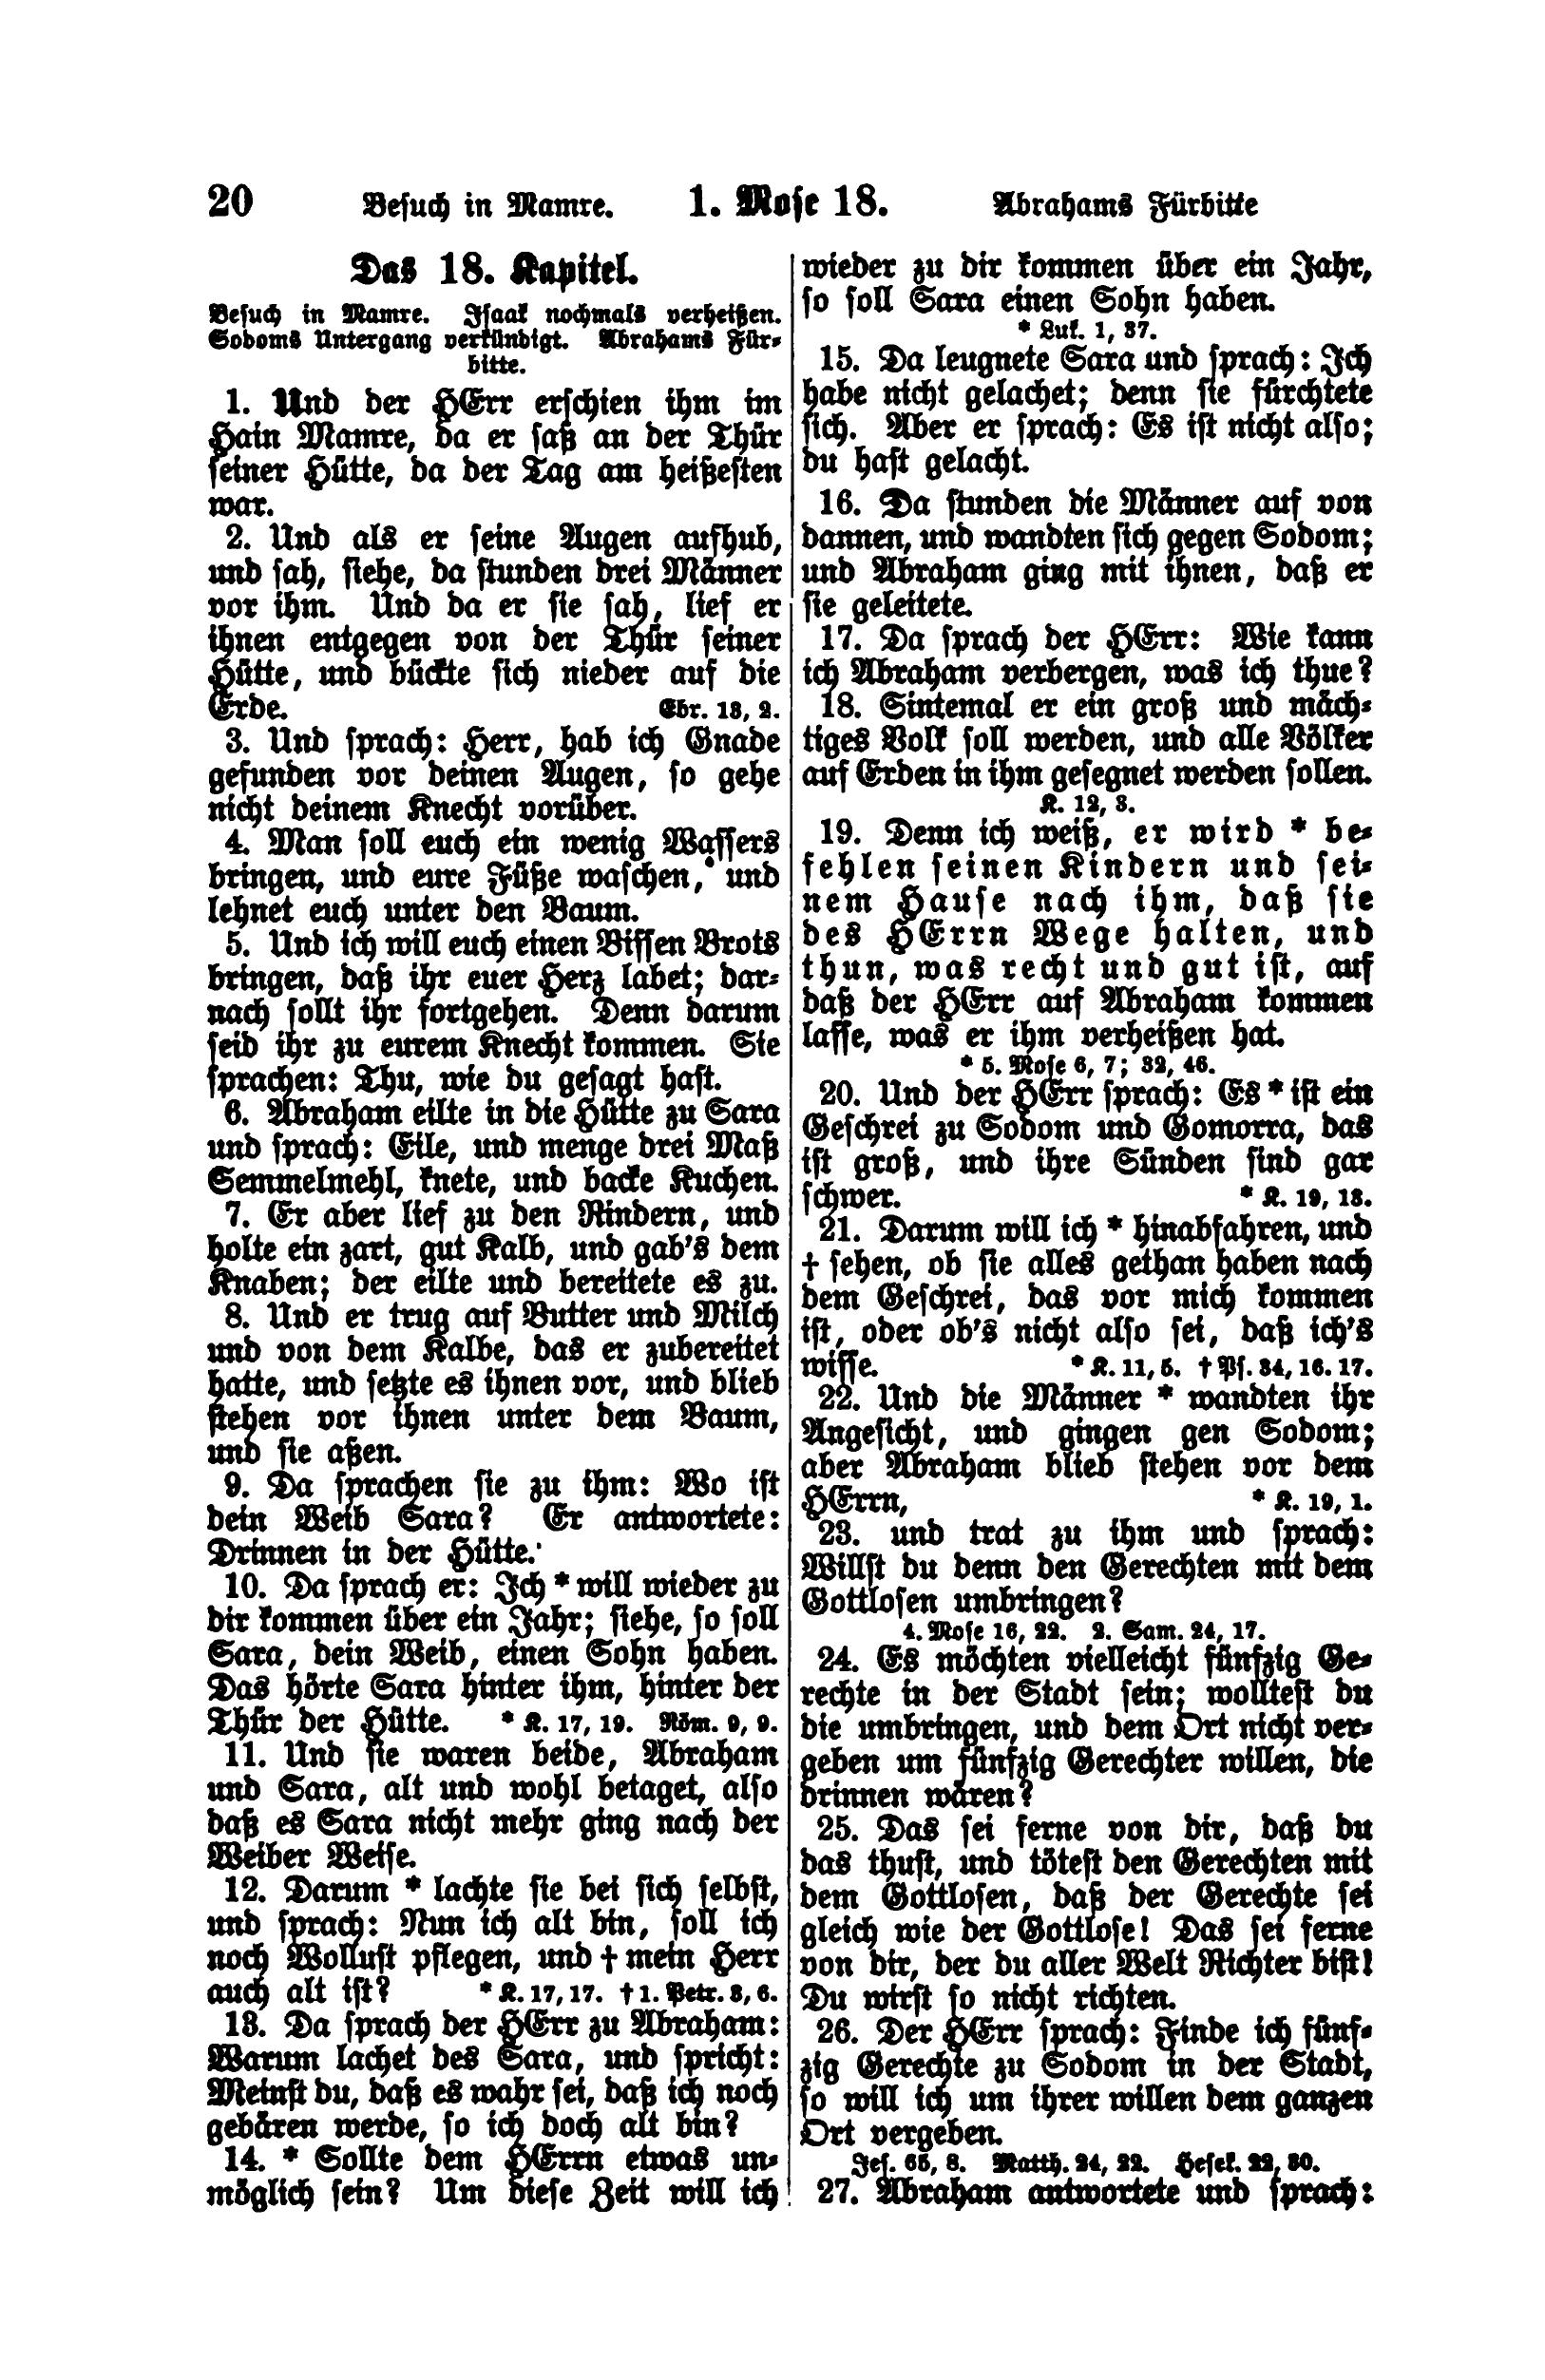 20 Besuch in Mamre. 1. Mose 18. Abrahams Fürbitte
Das 18. Kapitel.
Besuch in Mamre. Isaak nochmals verheißen.
Sodoms Untergang verkündigt. Abrahams Für-
bitte.
1. Und der HErr erschien ihm im
Hain Mamre, da er saß an der Thür
seiner Hütte, da der Tag am heißesten
war.
2. Und als er seine Augen aufhub,
und sah, siehe, da stunden drei Männer
vor ihm. Und da er sie sah, lief er
ihnen entgegen von der Thür seiner
Hütte, und bückte sich nieder auf die
Erde. Ebr. 13, 2.
3. Und sprach: Herr, hab ich Gnade
gefunden vor deinen Augen, so gehe
nicht deinem Knecht vorüber.
4. Man soll euch ein wenig Wassers
bringen, und eure Füße waschen, und
lehnet euch unter den Baum.
5. Und ich will euch einen Bissen Brots
bringen, daß ihr euer Herz labet; dar-
nach sollt ihr fortgehen. Denn darum
seid ihr zu eurem Knecht kommen. Sie
sprachen: Thu, wie du gesagt hast.
6. Abraham eilte in die Hütte zu Sara
und sprach: Eile, und menge drei Maß
Semmelmehl, knete, und backe Kuchen.
7. Er aber lief zu den Rindern, und
holte ein zart, gut Kalb, und gab's dem
Knaben; der eilte und bereitete es zu.
8. Und er trug auf Butter und Milch
und von dem Kalbe, das er zubereitet
hatte, und setzte es ihnen vor, und blieb
stehen vor ihnen unter dem Baum,
und sie aßen.
9. Da sprachen sie zu ihm: Wo ist
dein Weib Sara? Er antwortete:
Drinnen in der Hütte.
10. Da sprach er: Ich * will wieder zu
dir kommen über ein Jahr; siehe, so soll
Sara, dein Weib, einen Sohn haben.
Das hörte Sara hinter ihm, hinter der
Thür der Hütte. * K. 17, 19. Röm. 9, 9.
11. Und sie waren beide, Abraham
und Sara, alt und wohl betaget, also
daß es Sara nicht mehr ging nach der
Weiber Weise.
12. Darum * lachte sie bei sich selbst,
und sprach: Nun ich alt bin, soll ich
noch Wollust pflegen, und † mein Herr
auch alt ist? * K. 17, 17. † 1. Petr. 3, 6.
13. Da sprach der HErr zu Abraham:
Warum lachet des Sara, und spricht:
Meinst du, daß es wahr sei, daß ich noch
gebären werde, so ich doch alt bin?
14. * Sollte dem HErrn etwas un-
möglich sein? Um diese Zeit will ich
wieder zu dir kommen über ein Jahr,
so soll Sara einen Sohn haben.
* Luk. 1, 37.
15. Da leugnete Sara und sprach: Ich
habe nicht gelachet; denn sie fürchtete
sich. Aber er sprach: Es ist nicht also;
du hast gelacht.
16. Da stunden die Männer auf von
dannen, und wandten sich gegen Sodom;
und Abraham ging mit ihnen, daß er
sie geleitete.
17. Da sprach der HErr: Wie kann
ich Abraham verbergen, was ich thue?
18. Sintemal er ein groß und mäch-
tiges Volk soll werden, und alle Völker
auf Erden in ihm gesegnet werden sollen.
K. 12, 3.
19. Denn ich weiß, er wird * be-
fehlen seinen Kindern und sei-
nem Hause nach ihm, daß sie
des HErrn Wege halten, und
thun, was recht und gut ist, auf
daß der HErr auf Abraham kommen
lasse, was er ihm verheißen hat.
* 5. Mose 6, 7; 32, 46.
20. Und der HErr sprach: Es * ist ein
Geschrei zu Sodom und Gomorra, das
ist groß, und ihre Sünden sind gar
schwer. * K. 19, 13.
21. Darum will ich * hinabfahren, und
† sehen, ob sie alles gethan haben nach
dem Geschrei, das vor mich kommen
ist, oder ob's nicht also sei, daß ich's
wisse. * K. 11, 5. † Ps. 34, 16. 17.
22. Und die Männer * wandten ihr
Angesicht, und gingen gen Sodom;
aber Abraham blieb stehen vor dem
HErrn, * K. 19, 1.
23. und trat zu ihm und sprach:
Willst du denn den Gerechten mit dem
Gottlosen umbringen?
4. Mose 16, 22. 2. Sam. 24, 17.
24. Es möchten vielleicht fünfzig Ge-
rechte in der Stadt sein; wolltest du
die umbringen, und dem Ort nicht ver-
geben um fünfzig Gerechter willen, die
drinnen wären?
25. Das sei ferne von dir, daß du
das thust, und tötest den Gerechten mit
dem Gottlosen, daß der Gerechte sei
gleich wie der Gottlose! Das sei ferne
von dir, der du aller Welt Richter bist!
Du wirst so nicht richten.
26. Der HErr sprach: Finde ich fünf-
zig Gerechte zu Sodom in der Stadt,
so will ich um ihrer willen dem ganzen
Ort vergeben.
Jes. 65, 8. Matth. 24, 22. Hesek. 22, 30.
27. Abraham antwortete und sprach: